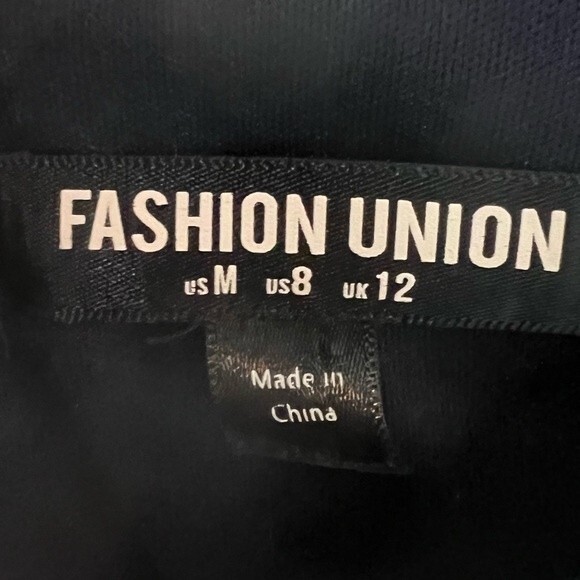 FASHION UNION
US M US 8 UK 12
Made in
China